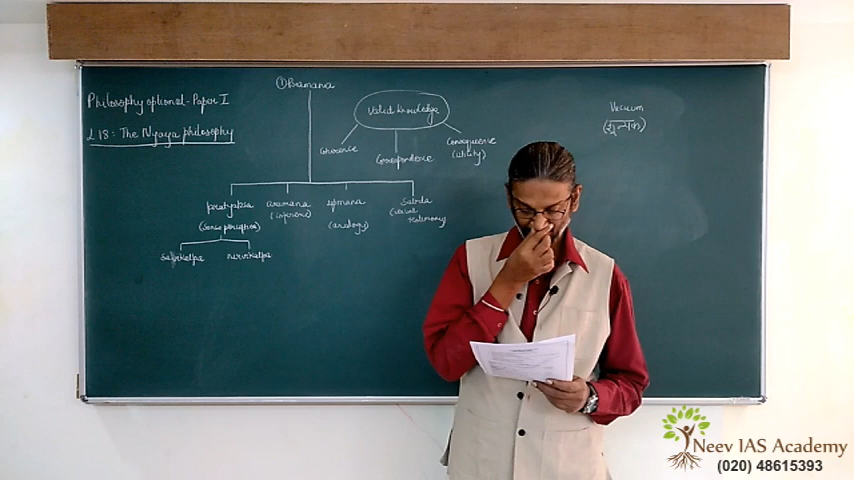 Philosophy optional - Paper I
L 18: The Nyaya philosophy
① Pramana
Valid Knowledge
Coherence
Correspondence
Consequence
(utility)
Vacuum
pratyaksa
(Sense perception)
savikalpa
nirvikalpa
anumana
(inference)
upmana
(analogy)
Sabda
(verbal
testimony)
Neev IAS Academy
(020) 48615393